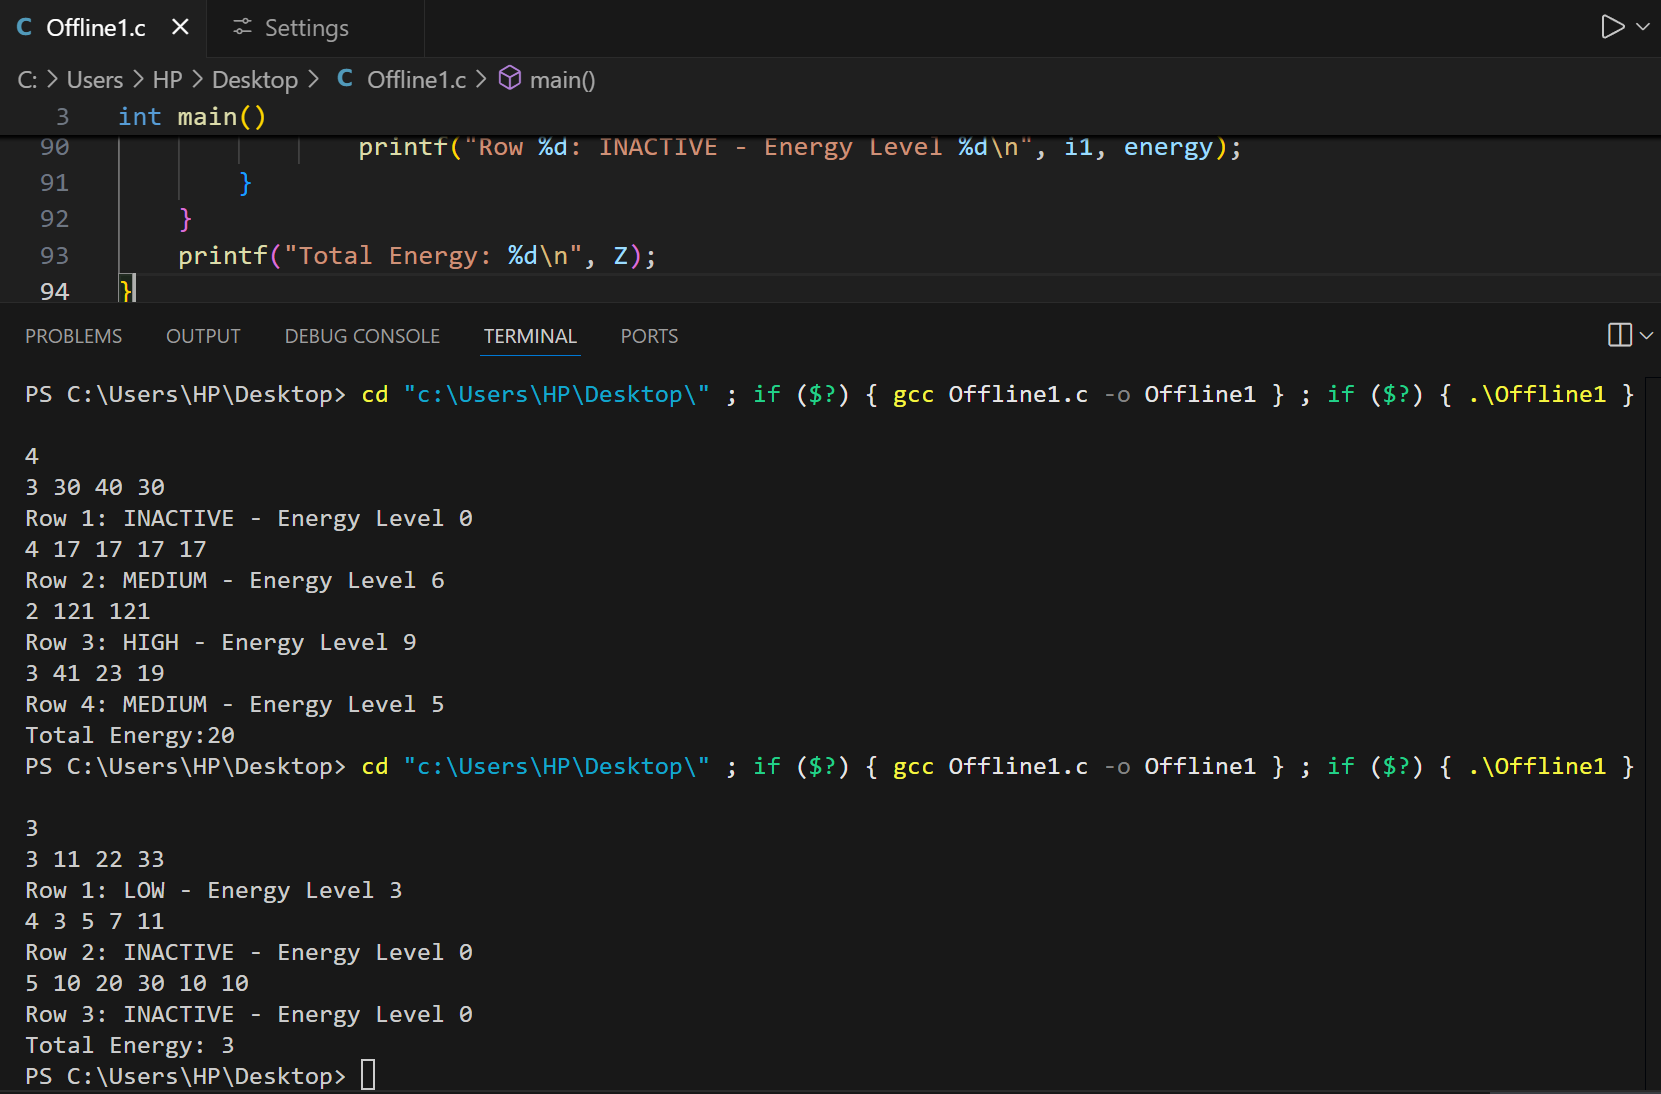 C Offline1.c × Settings
C: > Users > HP > Desktop > C Offline1.c > main()
3 int main()
90 printf("Row %d: INACTIVE - Energy Level %d\n", i1, energy);
91 }
92 }
93 printf("Total Energy: %d\n", Z);
94 }
PROBLEMS OUTPUT DEBUG CONSOLE TERMINAL PORTS
PS C:\Users\HP\Desktop> cd "c:\Users\HP\Desktop\" ; if ($?) { gcc Offline1.c -o Offline1 } ; if ($?) { .\Offline1 }
4
3 30 40 30
Row 1: INACTIVE - Energy Level 0
4 17 17 17 17
Row 2: MEDIUM - Energy Level 6
2 121 121
Row 3: HIGH - Energy Level 9
3 41 23 19
Row 4: MEDIUM - Energy Level 5
Total Energy:20
PS C:\Users\HP\Desktop> cd "c:\Users\HP\Desktop\" ; if ($?) { gcc Offline1.c -o Offline1 } ; if ($?) { .\Offline1 }
3
3 11 22 33
Row 1: LOW - Energy Level 3
4 3 5 7 11
Row 2: INACTIVE - Energy Level 0
5 10 20 30 10 10
Row 3: INACTIVE - Energy Level 0
Total Energy: 3
PS C:\Users\HP\Desktop>